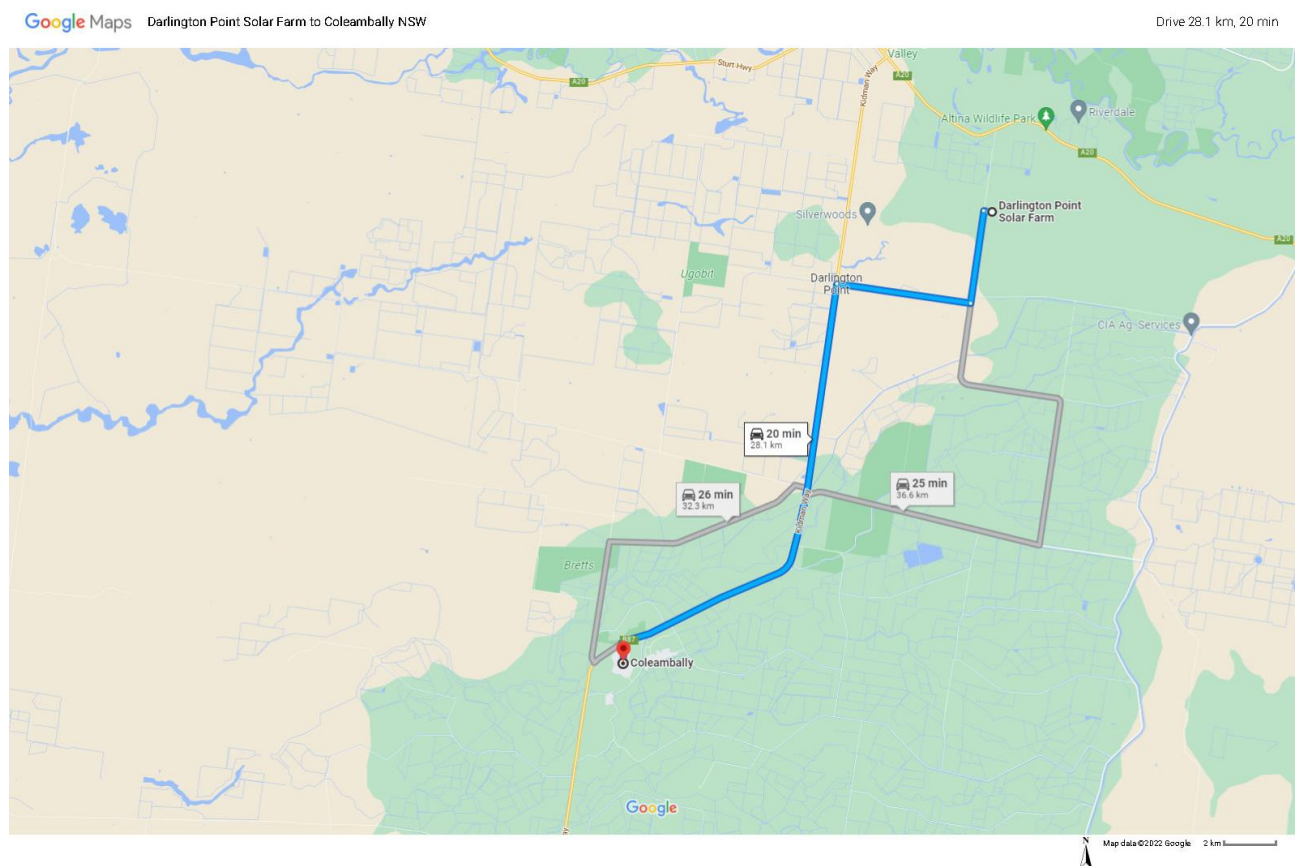 Google Maps Darlington Point Solar Farm to Coleambally NSW
Drive 28.1 km, 20 min
Valley
Sturt Hwy
A20
A20
Kidman Way
Altina Wildlife Park
Riverdale
A20
Darlington Point
Solar Farm
Silverwoods
A20
Ugobit
Darlington
Point
CIA Ag Services
20 min
28.1 km
25 min
36.6 km
26 min
32.3 km
Kidman Way
Bretts
Coleambally
Google
N
Map data ©2022 Google 2 km